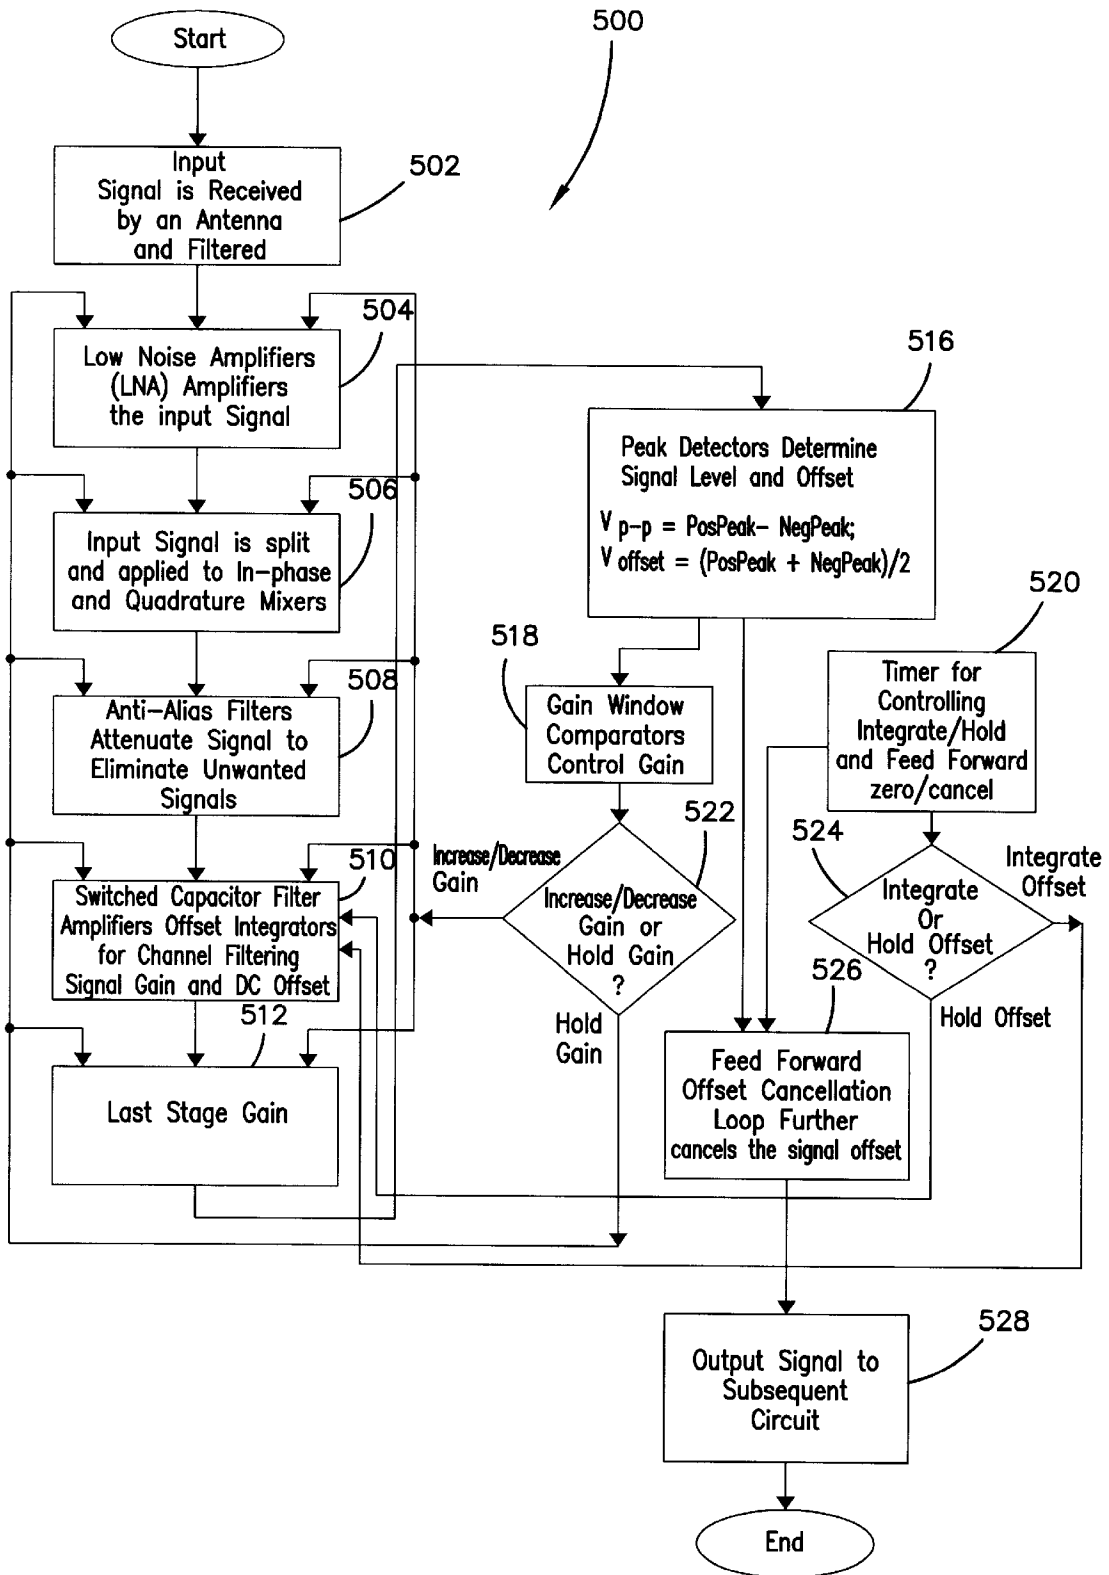 Start
500
502
Input
Signal is Received
by an Antenna
and Filtered
504
Low Noise Amplifiers
(LNA) Amplifiers
the input Signal
506
Input Signal is split
and applied to In-phase
and Quadrature Mixers
508
Anti-Alias Filters
Attenuate Signal to
Eliminate Unwanted
Signals
510
Switched Capacitor Filter
Amplifiers Offset Integrators
for Channel Filtering
Signal Gain and DC Offset
512
Last Stage Gain
516
Peak Detectors Determine
Signal Level and Offset
V p-p = PosPeak- NegPeak;
V offset = (PosPeak + NegPeak)/2
518
Gain Window
Comparators
Control Gain
520
Timer for
Controlling
Integrate/Hold
and Feed Forward
zero/cancel
522
Increase/Decrease
Gain or
Hold Gain
?
Increase/Decrease
Gain
Hold
Gain
524
Integrate
Or
Hold Offset
?
Integrate
Offset
Hold Offset
526
Feed Forward
Offset Cancellation
Loop Further
cancels the signal offset
528
Output Signal to
Subsequent
Circuit
End